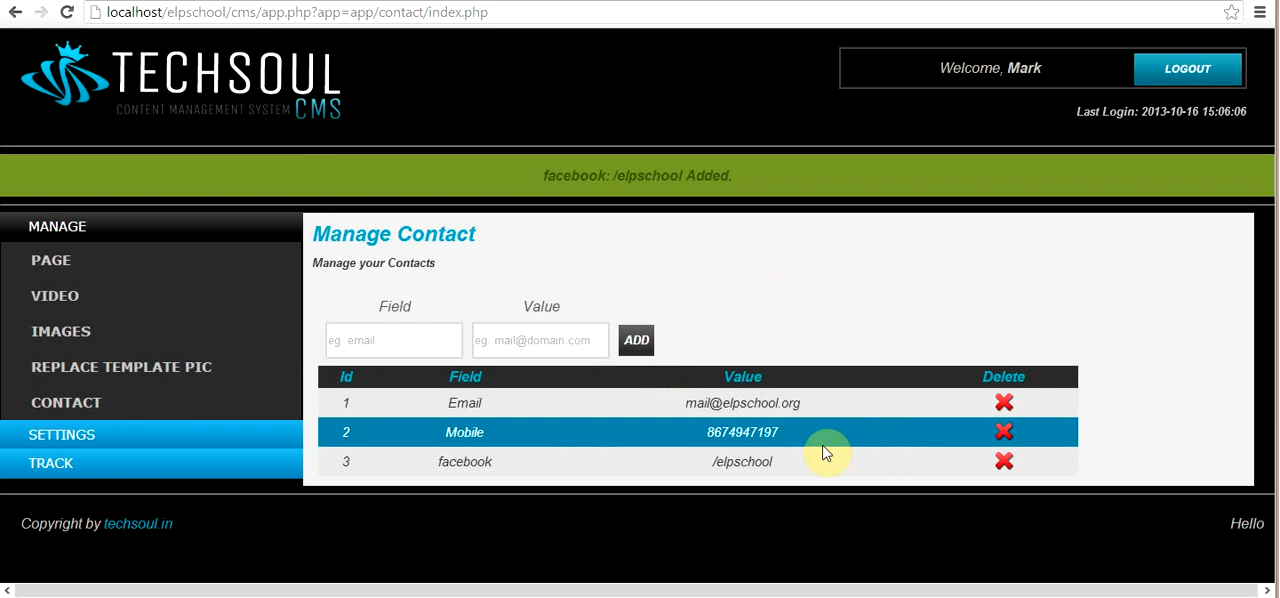 localhost/elpschool/cms/app.php?app=app/contact/index.php
TECHSOUL
CONTENT MANAGEMENT SYSTEM CMS
Welcome, Mark
LOGOUT
Last Login: 2013-10-16 15:06:06
facebook: /elpschool Added.
MANAGE
PAGE
VIDEO
IMAGES
REPLACE TEMPLATE PIC
CONTACT
SETTINGS
TRACK
Manage Contact
Manage your Contacts
Field Value
eg. email eg. mail@domain.com ADD
Id Field Value Delete
1 Email mail@elpschool.org
2 Mobile 8674947197
3 facebook /elpschool
Copyright by techsoul.in
Hello